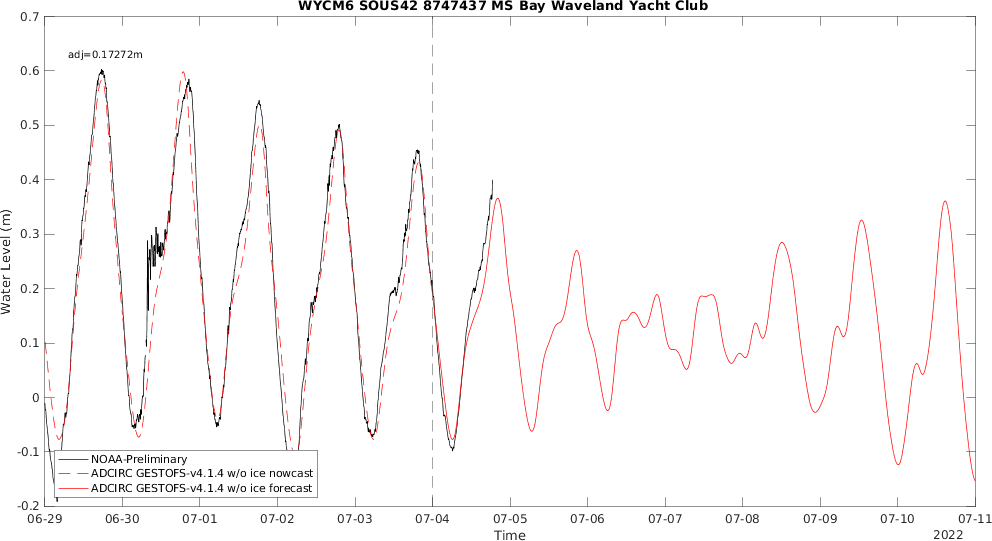 WYCM6 SOUS42 8747437 MS Bay Waveland Yacht Club
adj=0.17272m
0.7
0.6
0.5
0.4
0.3
0.2
0.1
0
-0.1
-0.2
Water Level (m)
NOAA-Preliminary
ADCIRC GESTOFS-v4.1.4 w/o ice nowcast
ADCIRC GESTOFS-v4.1.4 w/o ice forecast
06-29 06-30 07-01 07-02 07-03 07-04 07-05 07-06 07-07 07-08 07-09 07-10 07-11
Time
2022